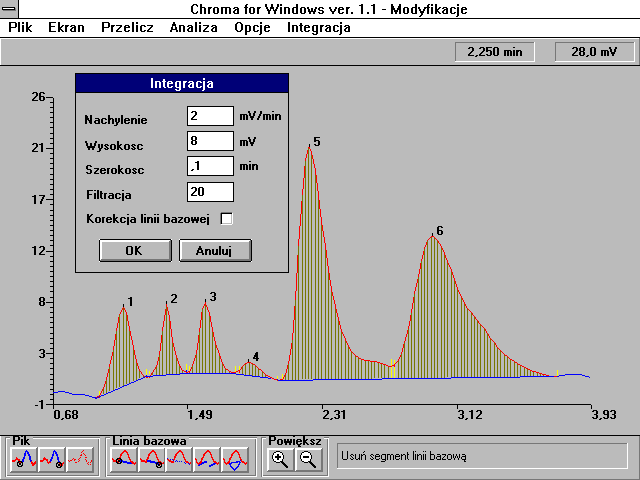 Chroma for Windows ver. 1.1 - Modyfikacje
Plik Ekran Przelicz Analiza Opcje Integracja
2,250 min 28,0 mV
Integracja
Nachylenie 2 mV/min
Wysokosc 8 mV
Szerokosc ,1 min
Filtracja 20
Korekcja linii bazowej
OK Anuluj
26
21
17
12
8
3
-1
1
2
3
4
5
6
0,68 1,49 2,31 3,12 3,93
Pik Linia bazowa Powiększ
Usuń segment linii bazową